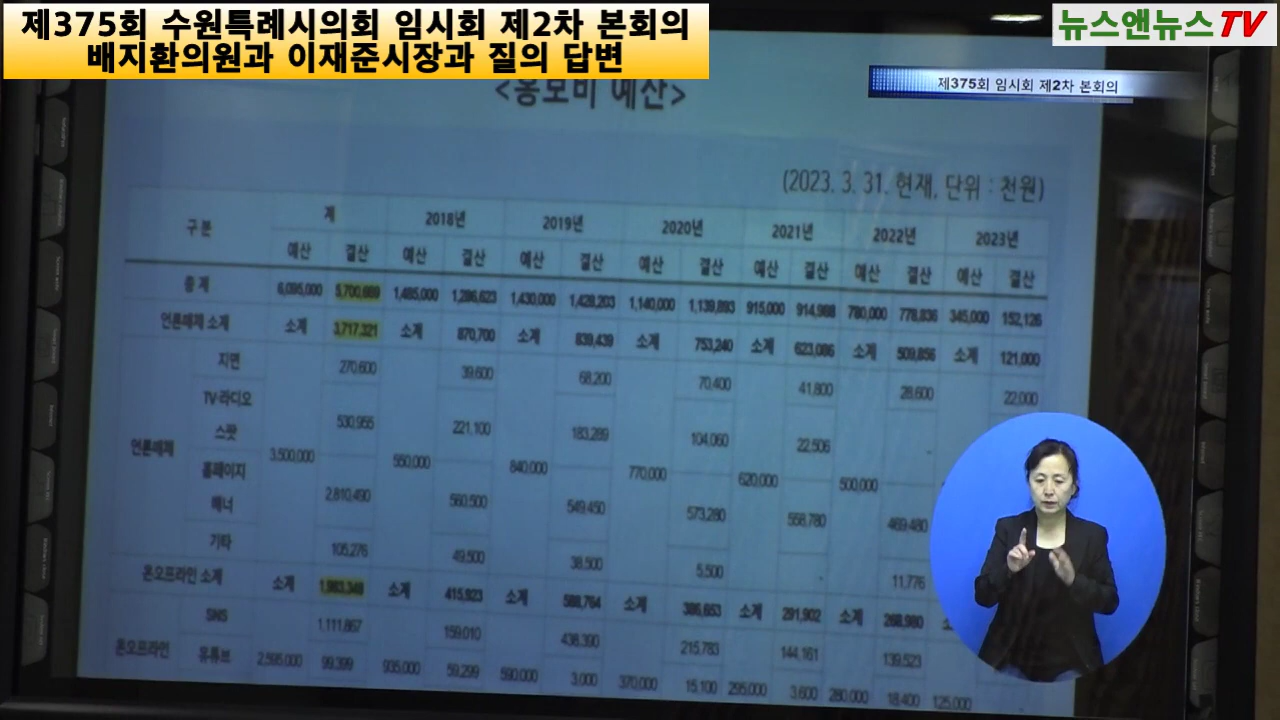 제375회 수원특례시의회 임시회 제2차 본회의
배지환의원과 이재준시장과 질의 답변
뉴스앤뉴스TV
제375회 임시회 제2차 본회의
<홍보비 예산>
(2023. 3. 31. 현재, 단위 : 천원)
구분 계 2018년 2019년 2020년 2021년 2022년 2023년
예산 결산 예산 결산 예산 결산 예산 결산 예산 결산 예산 결산 예산 결산
총계 6,095,000 5,700,669 1,485,000 1,286,623 1,430,000 1,428,203 1,140,000 1,139,893 915,000 914,988 780,000 778,836 345,000 152,126
언론매체 소계 소계 3,717,321 소계 870,700 소계 839,439 소계 753,240 소계 623,086 소계 509,856 소계 121,000
지면 270,600 39,600 68,200 70,400 41,800 28,600 22,000
TV·라디오
스팟 530,955 221,100 183,289 104,060 22,506
언론매체 3,500,000 550,000 840,000 770,000 620,000 500,000
홈페이지
배너 2,810,490 560,500 549,450 573,280 558,780 469,480
기타 105,276 49,500 38,500 5,500 11,776
온오프라인 소계 소계 1,983,348 소계 415,923 소계 588,764 소계 386,653 소계 291,902 소계 268,980
SNS 1,111,867 159,010 438,390 215,783 144,161 139,523
온오프라인 유튜브 2,595,000 99,399 935,000 59,299 590,000 3,000 370,000 15,100 295,000 3,600 280,000 18,400 125,000